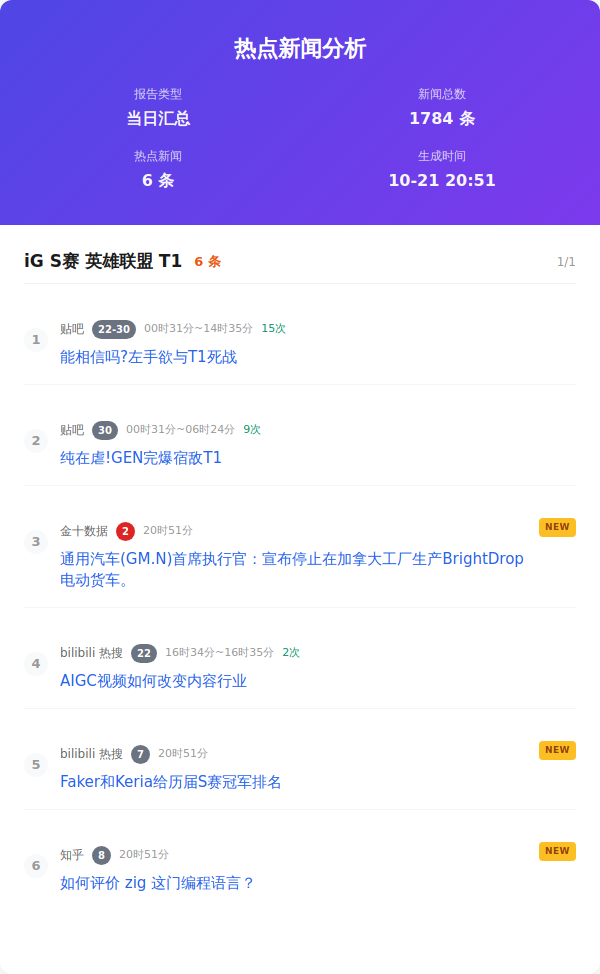 热点新闻分析
报告类型
新闻总数
当日汇总
1784 条
热点新闻
生成时间
6 条
10-21 20:51
iG S赛 英雄联盟 T1 6 条 1/1
1
贴吧 22-30 00时31分~14时35分 15次
能相信吗?左手欲与T1死战
2
贴吧 30 00时31分~06时24分 9次
纯在虐!GEN完爆宿敌T1
3
金十数据 2 20时51分 NEW
通用汽车(GM.N)首席执行官：宣布停止在加拿大工厂生产BrightDrop
电动货车。
4
bilibili 热搜 22 16时34分~16时35分 2次
AIGC视频如何改变内容行业
5
bilibili 热搜 7 20时51分 NEW
Faker和Keria给历届S赛冠军排名
6
知乎 8 20时51分 NEW
如何评价 zig 这门编程语言？